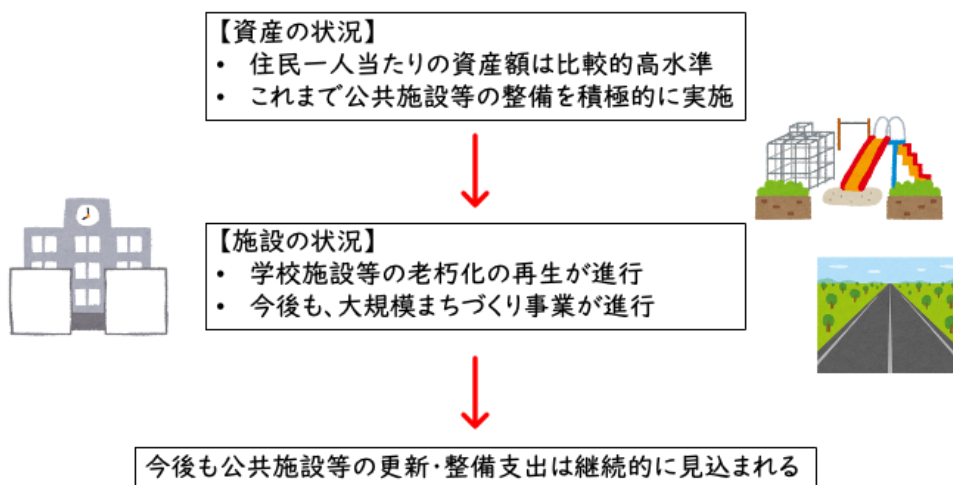 【資産の状況】
• 住民一人当たりの資産額は比較的高水準
• これまで公共施設等の整備を積極的に実施
【施設の状況】
• 学校施設等の老朽化の再生が進行
• 今後も、大規模まちづくり事業が進行
今後も公共施設等の更新・整備支出は継続的に見込まれる